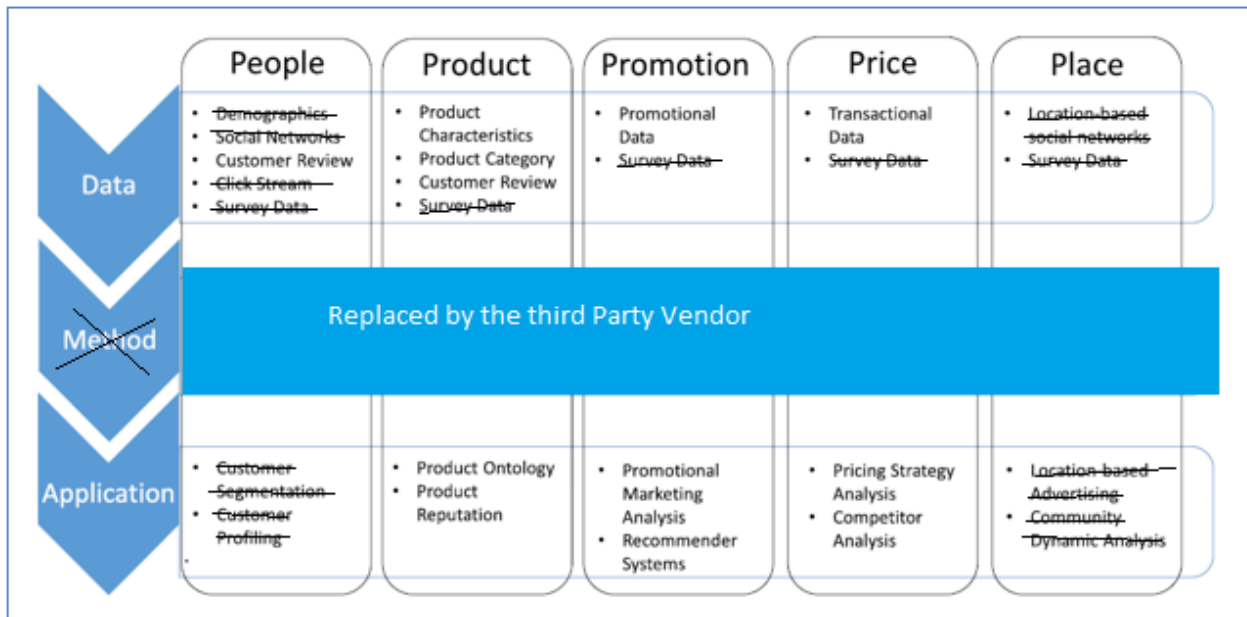 People
Product
Promotion
Price
Place
Data
• Demographics
• Social Networks
• Customer Review
• Click Stream
• Survey Data
• Product
Characteristics
• Product Category
• Customer Review
• Survey Data
• Promotional
Data
• Survey Data
• Transactional
Data
• Survey Data
• Location-based
social networks
• Survey Data
Method
Replaced by the third Party Vendor
Application
• Customer
Segmentation
• Customer
Profiling
• Product Ontology
• Product
Reputation
• Promotional
Marketing
Analysis
• Recommender
Systems
• Pricing Strategy
Analysis
• Competitor
Analysis
• Location-based
Advertising
• Community
Dynamic Analysis